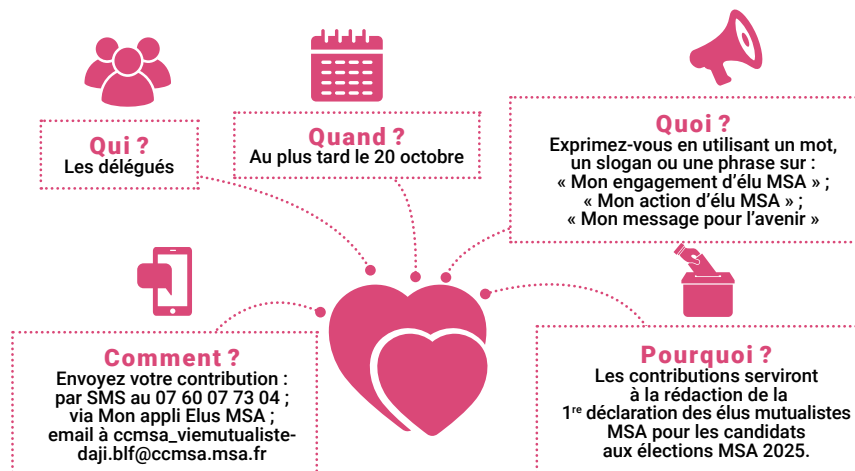 Qui ?
Les délégués
Quand ?
Au plus tard le 20 octobre
Quoi ?
Exprimez-vous en utilisant un mot,
un slogan ou une phrase sur :
« Mon engagement d’élu MSA » ;
« Mon action d’élu MSA » ;
« Mon message pour l’avenir »
Comment ?
Envoyez votre contribution :
par SMS au 07 60 07 73 04 ;
via Mon appli Elus MSA ;
email à ccmsa_viemutualiste-
daji.blf@ccmsa.msa.fr
Pourquoi ?
Les contributions serviront
à la rédaction de la
1re déclaration des élus mutualistes
MSA pour les candidats
aux élections MSA 2025.